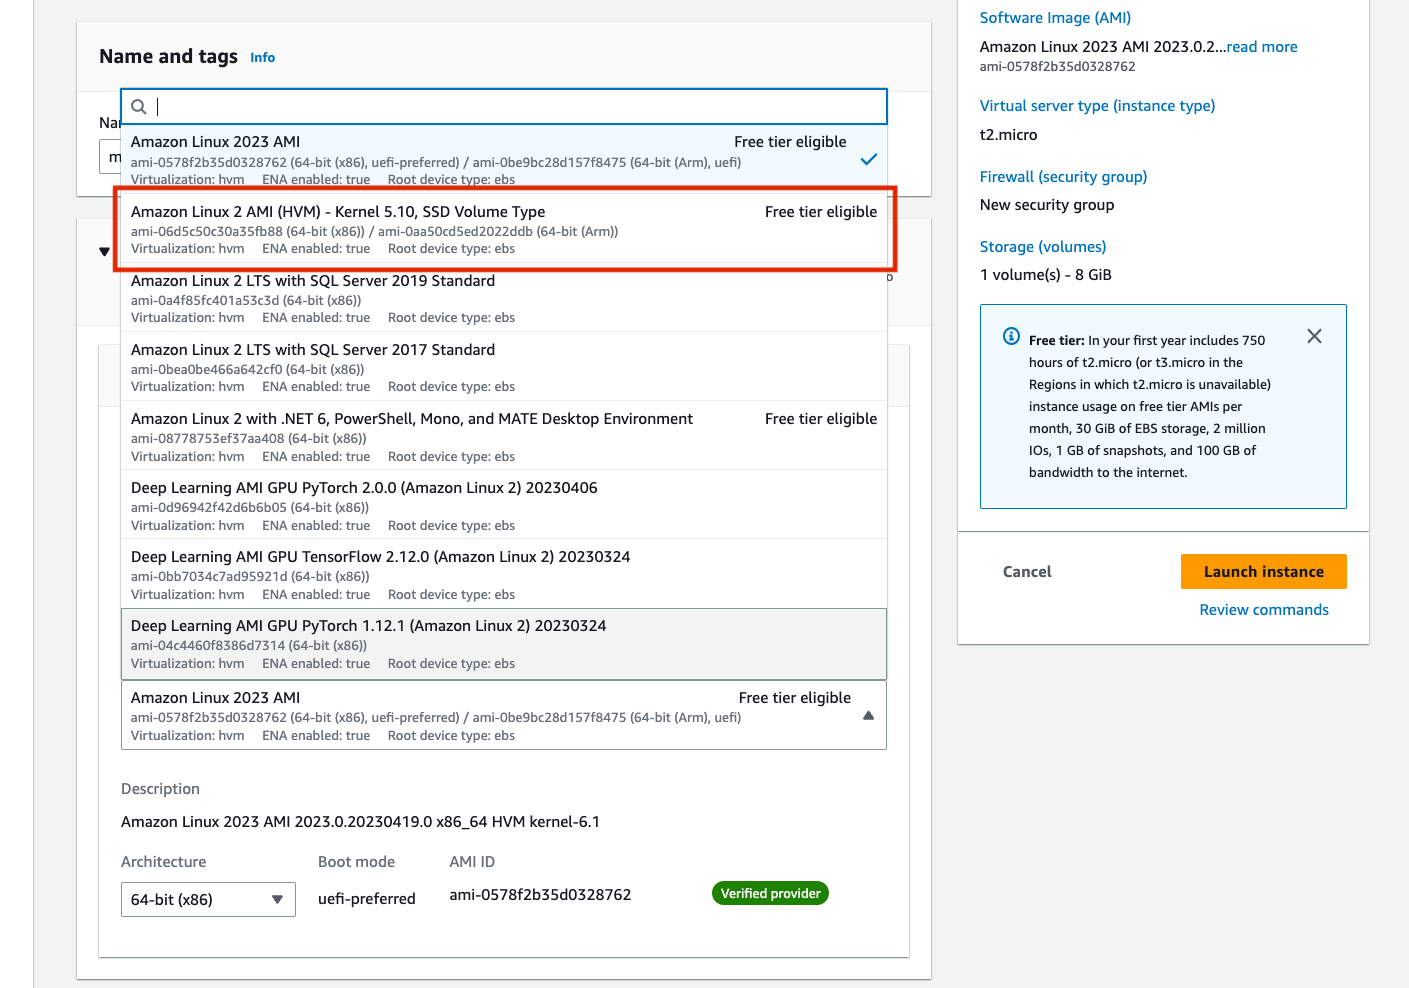 Name and tags Info
Amazon Linux 2023 AMI Free tier eligible
ami-0578f2b35d0328762 (64-bit (x86), uefi-preferred) / ami-0be9bc28d157f8475 (64-bit (Arm), uefi)
Virtualization: hvm ENA enabled: true Root device type: ebs
Amazon Linux 2 AMI (HVM) - Kernel 5.10, SSD Volume Type Free tier eligible
ami-06d5c50c30a35fb88 (64-bit (x86)) / ami-0aa50cd5ed2022ddb (64-bit (Arm))
Virtualization: hvm ENA enabled: true Root device type: ebs
Amazon Linux 2 LTS with SQL Server 2019 Standard
ami-0a4f85fc401a53c3d (64-bit (x86))
Virtualization: hvm ENA enabled: true Root device type: ebs
Amazon Linux 2 LTS with SQL Server 2017 Standard
ami-0bea0be466a642cf0 (64-bit (x86))
Virtualization: hvm ENA enabled: true Root device type: ebs
Amazon Linux 2 with .NET 6, PowerShell, Mono, and MATE Desktop Environment Free tier eligible
ami-08778753ef37aa408 (64-bit (x86))
Virtualization: hvm ENA enabled: true Root device type: ebs
Deep Learning AMI GPU PyTorch 2.0.0 (Amazon Linux 2) 20230406
ami-0d96942f42d6b6b05 (64-bit (x86))
Virtualization: hvm ENA enabled: true Root device type: ebs
Deep Learning AMI GPU TensorFlow 2.12.0 (Amazon Linux 2) 20230324
ami-0bb7034c7ad95921d (64-bit (x86))
Virtualization: hvm ENA enabled: true Root device type: ebs
Deep Learning AMI GPU PyTorch 1.12.1 (Amazon Linux 2) 20230324
ami-04c4460f8386d7314 (64-bit (x86))
Virtualization: hvm ENA enabled: true Root device type: ebs
Amazon Linux 2023 AMI Free tier eligible
ami-0578f2b35d0328762 (64-bit (x86), uefi-preferred) / ami-0be9bc28d157f8475 (64-bit (Arm), uefi)
Virtualization: hvm ENA enabled: true Root device type: ebs
Description
Amazon Linux 2023 AMI 2023.0.20230419.0 x86_64 HVM kernel-6.1
Architecture Boot mode AMI ID
64-bit (x86) uefi-preferred ami-0578f2b35d0328762 Verified provider
Software Image (AMI)
Amazon Linux 2023 AMI 2023.0.2...read more
ami-0578f2b35d0328762
Virtual server type (instance type)
t2.micro
Firewall (security group)
New security group
Storage (volumes)
1 volume(s) - 8 GiB
Free tier: In your first year includes 750
hours of t2.micro (or t3.micro in the
Regions in which t2.micro is unavailable)
instance usage on free tier AMIs per
month, 30 GiB of EBS storage, 2 million
IOs, 1 GB of snapshots, and 100 GB of
bandwidth to the internet.
Cancel Launch instance
Review commands